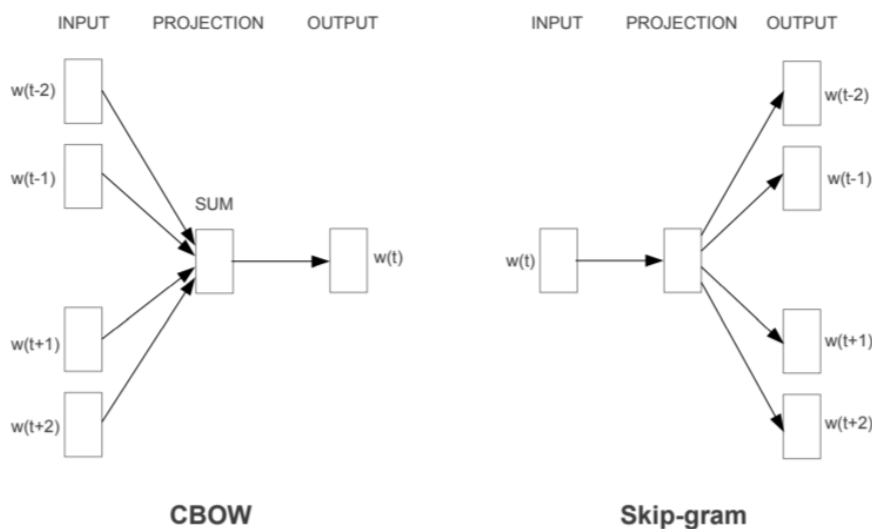 INPUT PROJECTION OUTPUT
w(t-2)
w(t-1)
SUM
w(t)
w(t+1)
w(t+2)
CBOW
INPUT PROJECTION OUTPUT
w(t-2)
w(t-1)
w(t)
w(t+1)
w(t+2)
Skip-gram